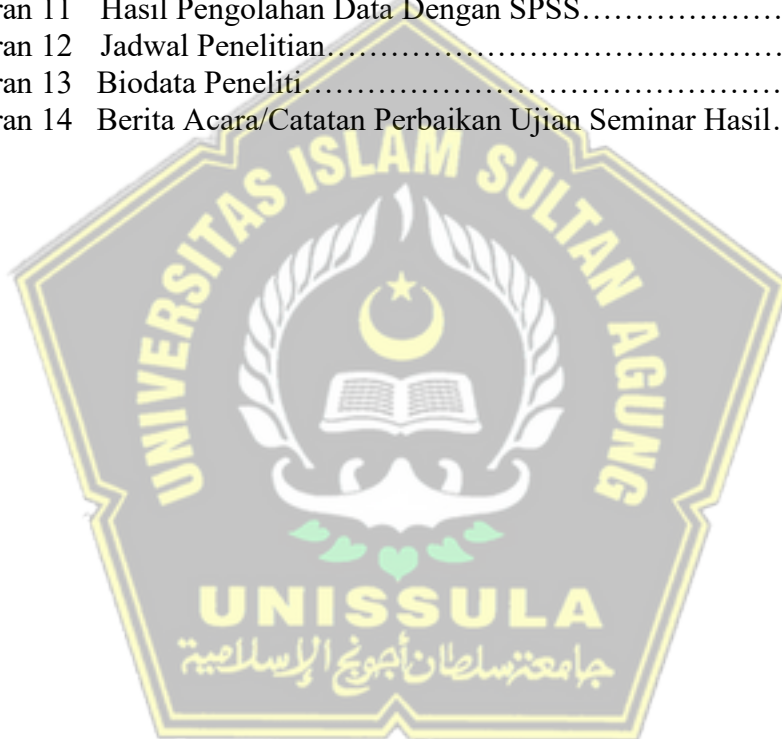 ran 11 Hasil Pengolahan Data Dengan SPSS…………………
ran 12 Jadwal Penelitian………………………………………
ran 13 Biodata Peneliti…………………………………………
ran 14 Berita Acara/Catatan Perbaikan Ujian Seminar Hasil.
UNIVERSITAS ISLAM SULTAN AGUNG
UNISSULA
جامعة سلطان أجونج الإسلامية